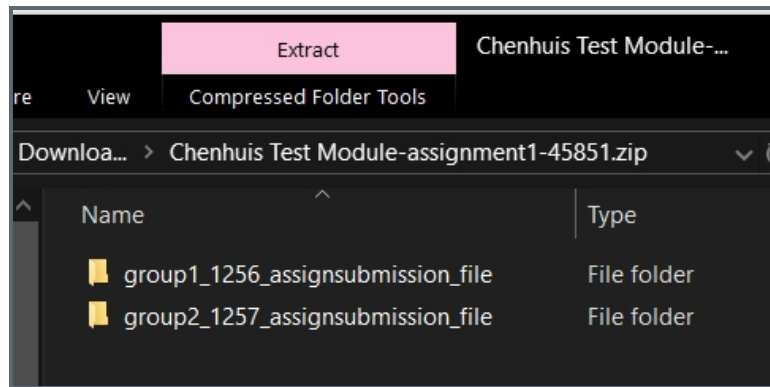 Extract
Chenhuis Test Module-...
re View Compressed Folder Tools
Downloa... > Chenhuis Test Module-assignment1-45851.zip
Name Type
group1_1256_assignsubmission_file File folder
group2_1257_assignsubmission_file File folder